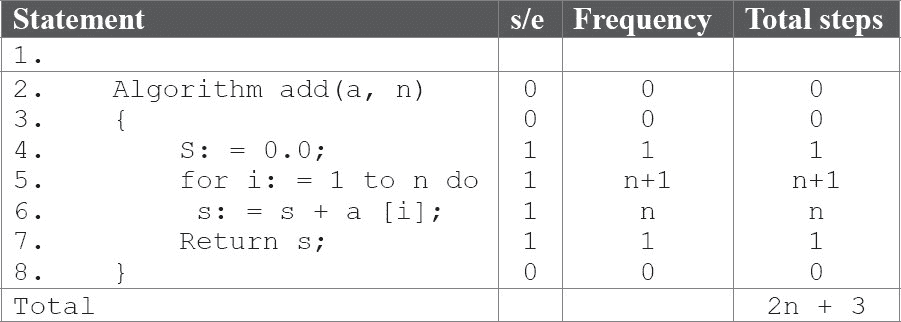 Statement s/e Frequency Total steps
1.
2. Algorithm add(a, n) 0 0 0
3. { 0 0 0
4. S: = 0.0; 1 1 1
5. for i: = 1 to n do 1 n+1 n+1
6. s: = s + a [i]; 1 n n
7. Return s; 1 1 1
8. } 0 0 0
Total 2n + 3